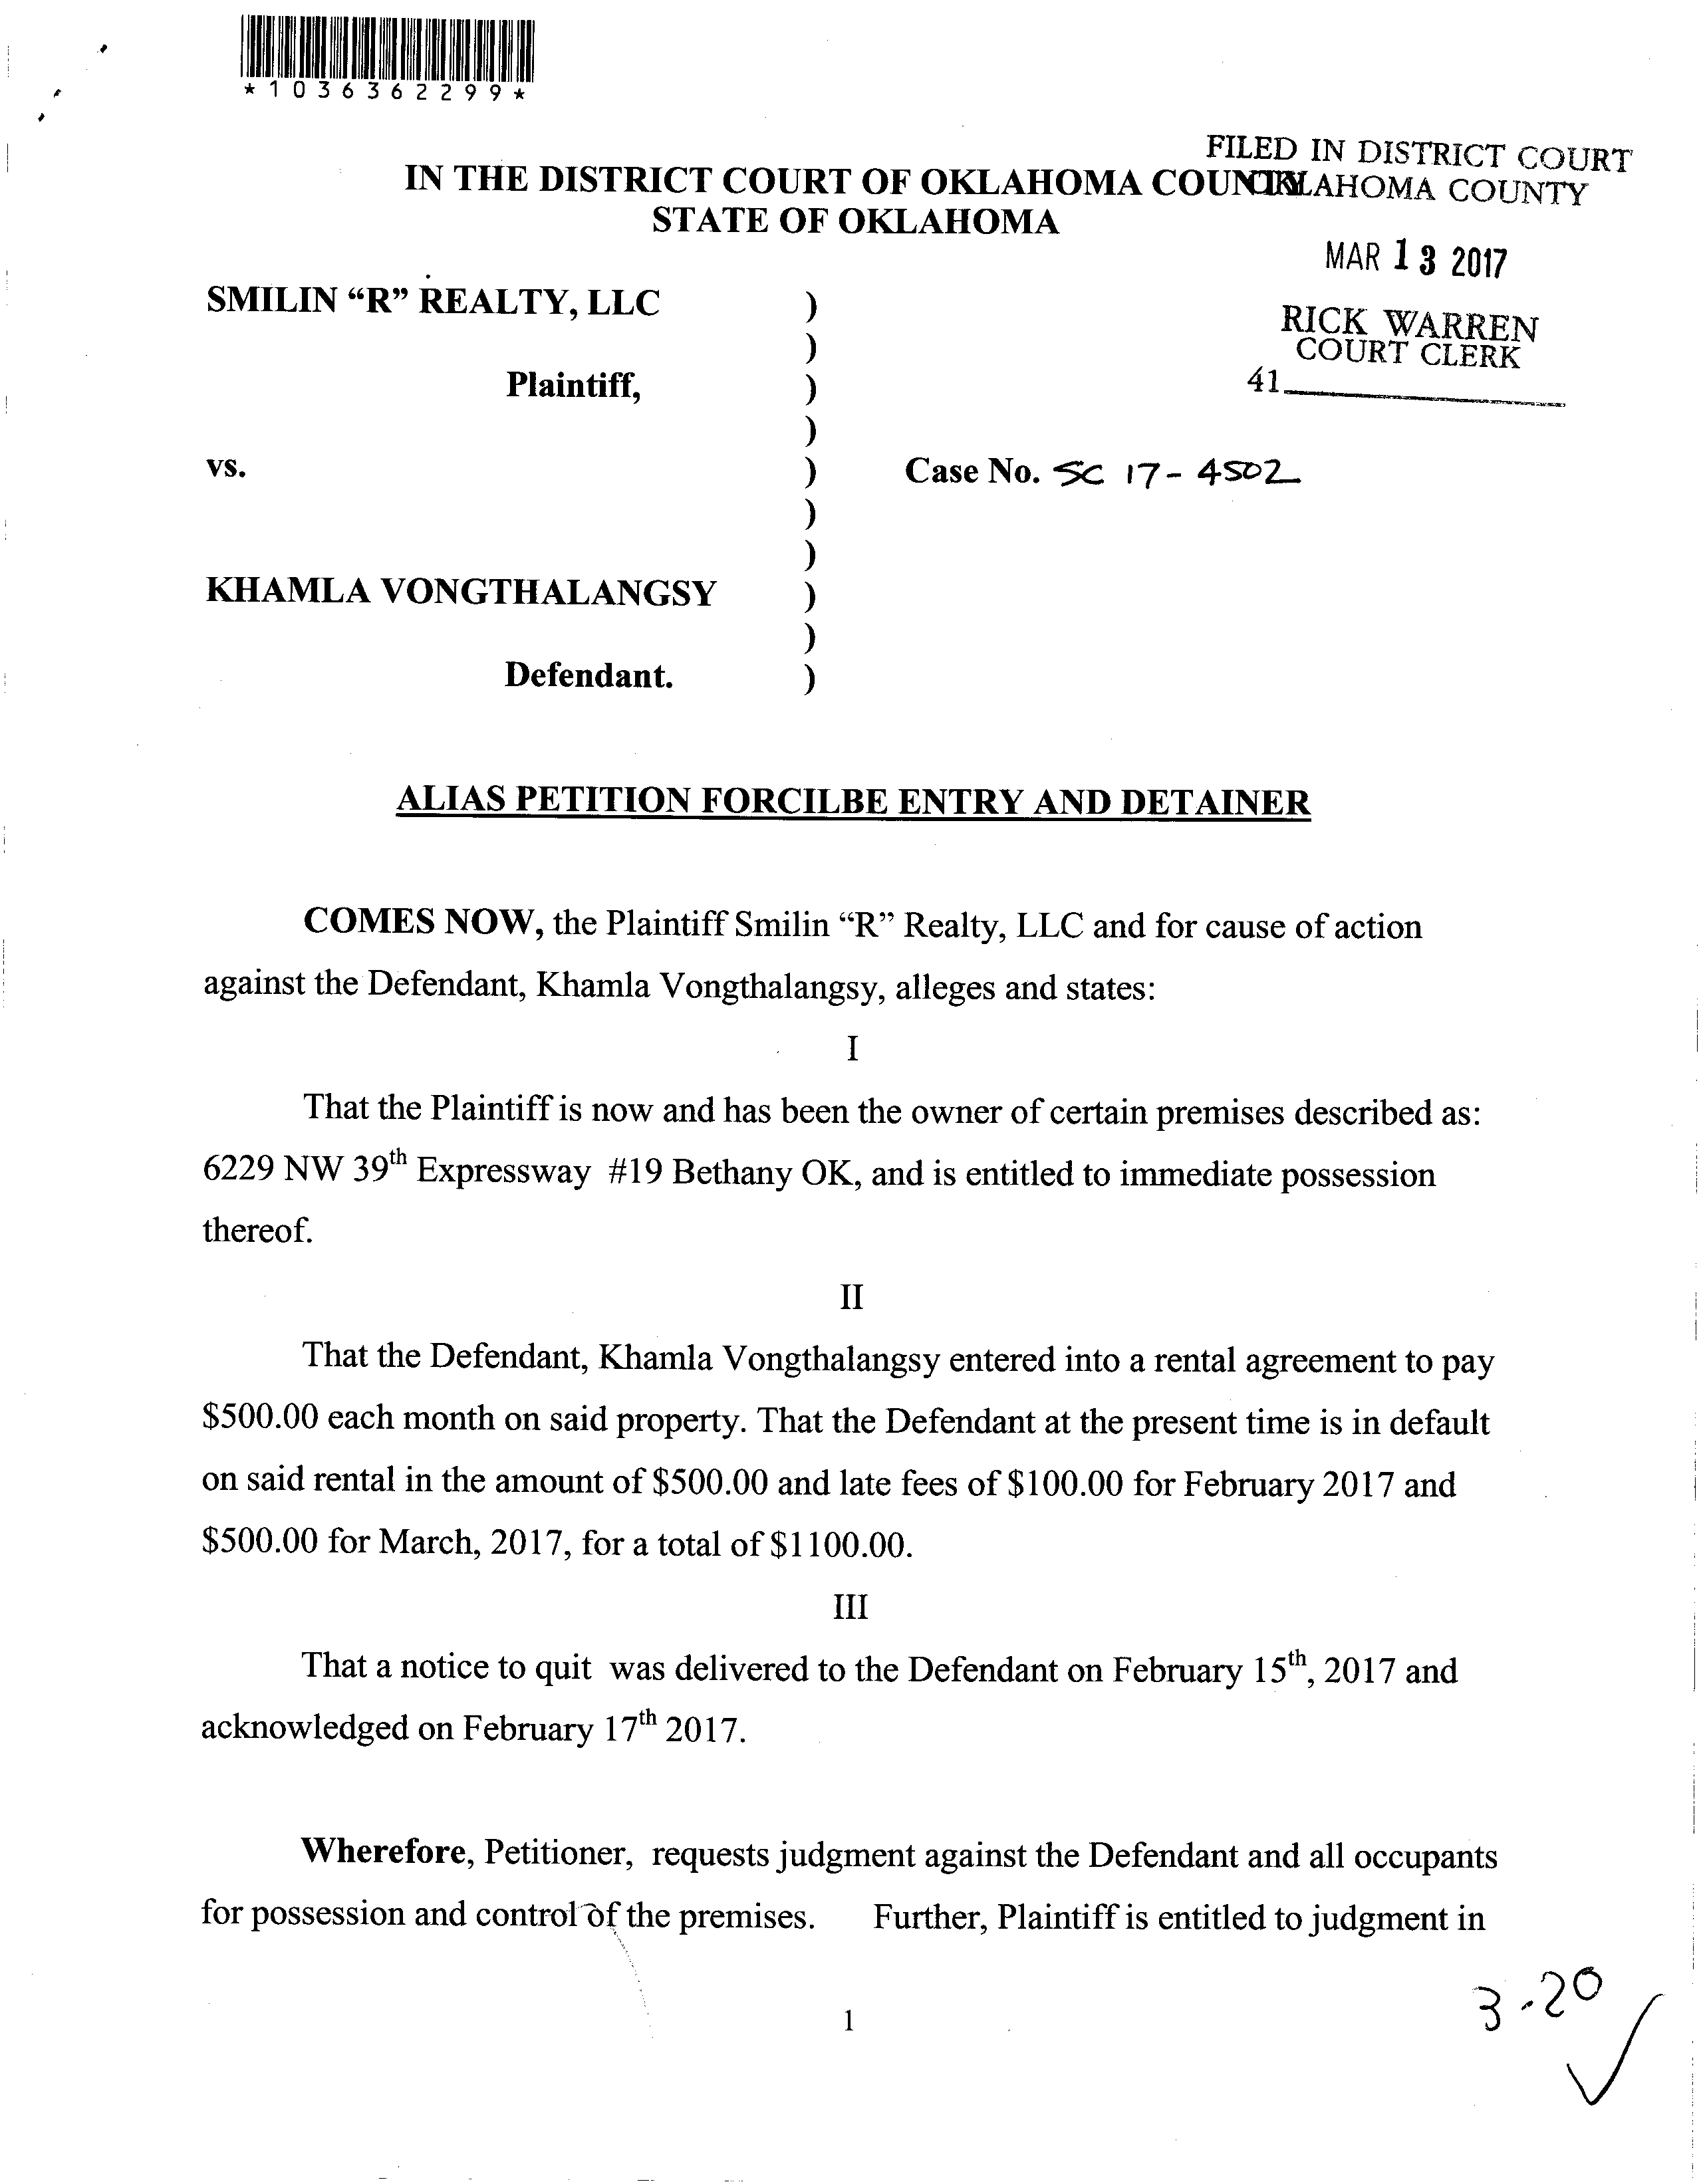 *1036362299*
FILED IN DISTRICT COURT
IN THE DISTRICT COURT OF OKLAHOMA COUNTY
OKLAHOMA COUNTY
STATE OF OKLAHOMA
MAR 13 2017
SMILIN “R” REALTY, LLC )
RICK WARREN
)
COURT CLERK
Plaintiff, )
41
)
vs. ) Case No. SC 17-4502
)
)
KHAMLA VONGTHALANGSY )
)
Defendant. )
ALIAS PETITION FORCILBE ENTRY AND DETAINER
COMES NOW, the Plaintiff Smilin “R” Realty, LLC and for cause of action
against the Defendant, Khamla Vongthalangsy, alleges and states:
I
That the Plaintiff is now and has been the owner of certain premises described as:
6229 NW 39th Expressway #19 Bethany OK, and is entitled to immediate possession
thereof.
II
That the Defendant, Khamla Vongthalangsy entered into a rental agreement to pay
$500.00 each month on said property. That the Defendant at the present time is in default
on said rental in the amount of $500.00 and late fees of $100.00 for February 2017 and
$500.00 for March, 2017, for a total of $1100.00.
III
That a notice to quit was delivered to the Defendant on February 15th, 2017 and
acknowledged on February 17th 2017.
Wherefore, Petitioner, requests judgment against the Defendant and all occupants
for possession and control of the premises. Further, Plaintiff is entitled to judgment in
3-20
1